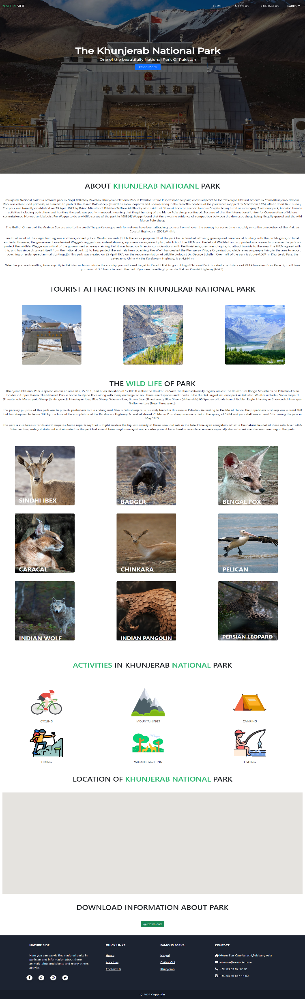 NATURESIDE
HOME ABOUT US CONTACT US PARKS
The Khunjerab National Park
One of the beautifully National Park Of Pakistan
Read More
中华人民共和国
ABOUT KHUNJERAB NATIOANL PARK
Khunjerab National Park is a national park in Gilgit Baltistan, Pakistan. Khunjerab National Park is Pakistan's third largest national park, and is adjacent to the Taxkorgan Natural Reserve in China.Khunjerab National
Park was established primarily as a means to protect the Marco Polo sheep (as well as snow leopards and bharal) living in the area.The borders of the park were mapped by Schaller in 1974, after a short field survey.
The park was formally established on 29 April 1975 by Prime Minister of Pakistan Zulfikar Ali Bhutto, who said that "it must become a world famous Despite being listed as a category 2 national park, banning human
activities including agriculture and hunting, the park was poorly managed, meaning that illegal hunting of the Marco Polo sheep continued. Because of this, the International Union for Conservation of Nature
commissioned Norwegian biologist Per Wegge to do a wildlife survey of the park in 1988.[4] Wegge found that there was no evidence of competition between the domestic sheep being illegally grazed and the wild
Marco Polo sheep
The Gulf of Oman and the Arabian Sea are also to the south.The park's unique rock formations have been attracting tourists from all over the country for some time - notably since the completion of the Makran
Coastal Highway in 2004.Wildlife
and that most of the illegal hunting was not being done by local Wakhi residents.[4] He therefore proposed that the park be reclassified, allowing grazing and commercial hunting, with the profits going to local
residents. However, the government overlooked Wegge's suggestions, instead drawing up a new management plan, which both the IUCN and the World Wildlife Fund supported as a means to preserve the park and
protect the wildlife. Wegge was critical of the government scheme, claiming that it was based on financial considerations, with the Pakistani government hoping to attract tourists to the area. The IUCN agreed with
this, and has since distanced itself from the national park.[5] To help protect the animals from poaching, the WWF has created the Khunzerav Village Organization, which relies on people living in the area to report
poaching or endangered animal sightings.[6] This park was created on 29 April 1975 on the recommendation of wildlife biologist Dr. George Schaller. Over half of the park is above 4,000 m. Khunjerab Pass, the
gateway to China via the Karakoram Highway, is at 4,934 m.
Whether you are travelling from any city in Pakistan or from outside the country, you will need to get to Karachi first to go to Hingol National Park. Located at a distance of 243 kilometers from Karachi, it will take
you around 3.5 hours to reach the park if you are travelling by car via Makran Coastal Highway (N-25).
TOURIST ATTRACTIONS IN KHUNJERAB NATIONAL PARK
THE WILD LIFE OF PARK
Khunjerab National Park is spread across an area of 2, 27,143 , and at an elevation of 17,000 ft within the Karakorum-West Tibetan biodiversity region, amidst the Karakorum Range Mountains on Pakistan-China
border in Upper Hunza. The National Park is home to alpine flora along with many endangered and threatened species and boasts to be the 3rd largest national park in Pakistan. Wildlife includes, Snow leopard
(Threatened), Marco polo Sheep (Endangered), Himalayan Ibex, Blue Sheep, Siberian Ibex, Brown Bear (Threatened), Blue Sheep (Vulnerable).66 Species of birds found: Golden Eagle, Himalayan Snowcock, Himalayan
Griffon vulture (Near Threatened).
The primary purpose of this park was to provide protection to the endangered Marco Polo sheep, which is only found in this area in Pakistan. According to the Mir of Hunza, the population of sheep was around 400
but had dropped to below 180 by the time of the completion of the Karakoram Highway. A herd of almost 75 Marco Polo sheep was recorded in the spring of 1984 and park staff saw at least 50 crossing the pass in
May 1989.
The park is also famous for its snow leopards. Some reports say that it might contain the highest density of these beautiful cats in the total Himalayan ecosystem, which is the natural habitat of these cats. Over 2,000
Siberian ibex, widely distributed and abundant in the park but absent from neighbouring China, are also present here. Feral or semi-feral animals especially domestic yaks can be seen roaming in the park.
SINDHI IBEX
BADGER
BENGAL FOX
CARACAL
CHINKARA
PELICAN
INDIAN WOLF
INDIAN PANGOLIN
PERSIAN LEOPARD
ACTIVITIES IN KHUNJERAB NATIONAL PARK
CYCLING
MOUNTAININGS
CAMPING
HIKING
WILDLIFE SIGHTING
FISHING
LOCATION OF KHUNJERAB NATIONAL PARK
DOWNLOAD INFORMATION ABOUT PARK
Download
NATURE SIDE
Here you can easyle find national parks in
pakistan and information about there
animals ,birds and plants and many others
activies
QUICK LINKS
Home
About us
Contact Us
FAMOUS PARKS
Hingul
Chitral Gol
Khunjerab
CONTACT
Metro Star Gate,karachi,Pakistan, Asia
unknow@example.com
+ 92 03 63 87 17 32
+ 92 03 16 857 14 62
© 2023 Copyright